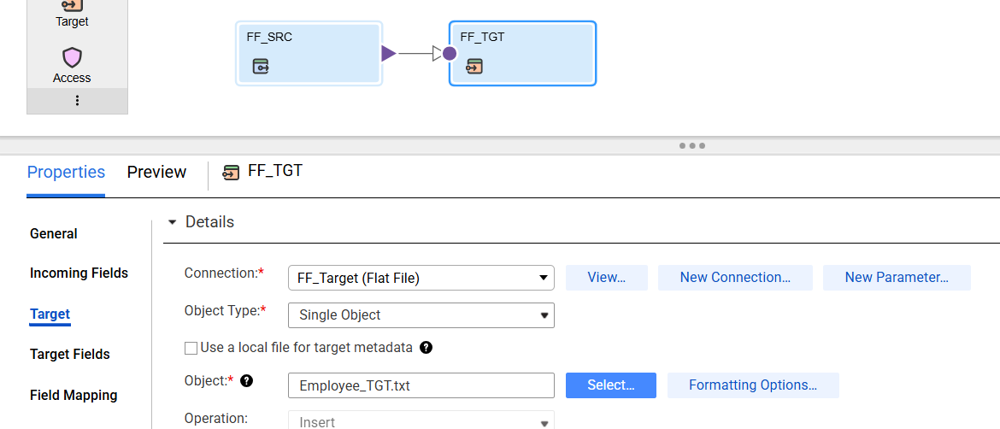 Target
Access
FF_SRC
FF_TGT
Properties Preview FF_TGT
General
Incoming Fields
Target
Target Fields
Field Mapping
Details
Connection:* FF_Target (Flat File) View... New Connection... New Parameter...
Object Type:* Single Object
Use a local file for target metadata ?
Object:* ? Employee_TGT.txt Select... Formatting Options...
Operation: Insert